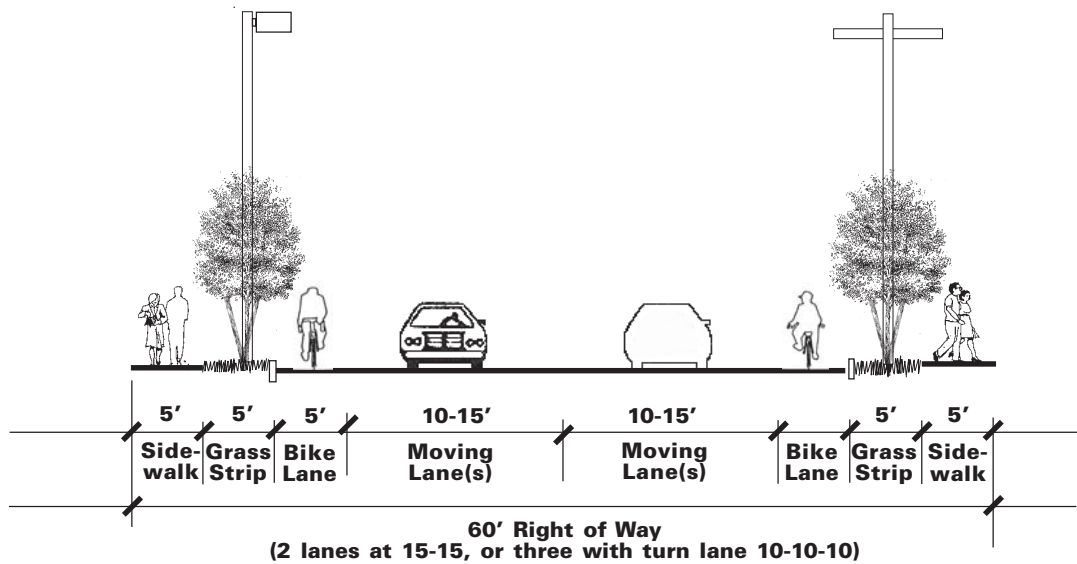 5’ 5’ 5’ 10-15’ 10-15’ 5’ 5’
Side-
walk
Grass
Strip
Bike
Lane
Moving
Lane(s)
Moving
Lane(s)
Bike
Lane
Grass
Strip
Side-
walk
60’ Right of Way
(2 lanes at 15-15, or three with turn lane 10-10-10)